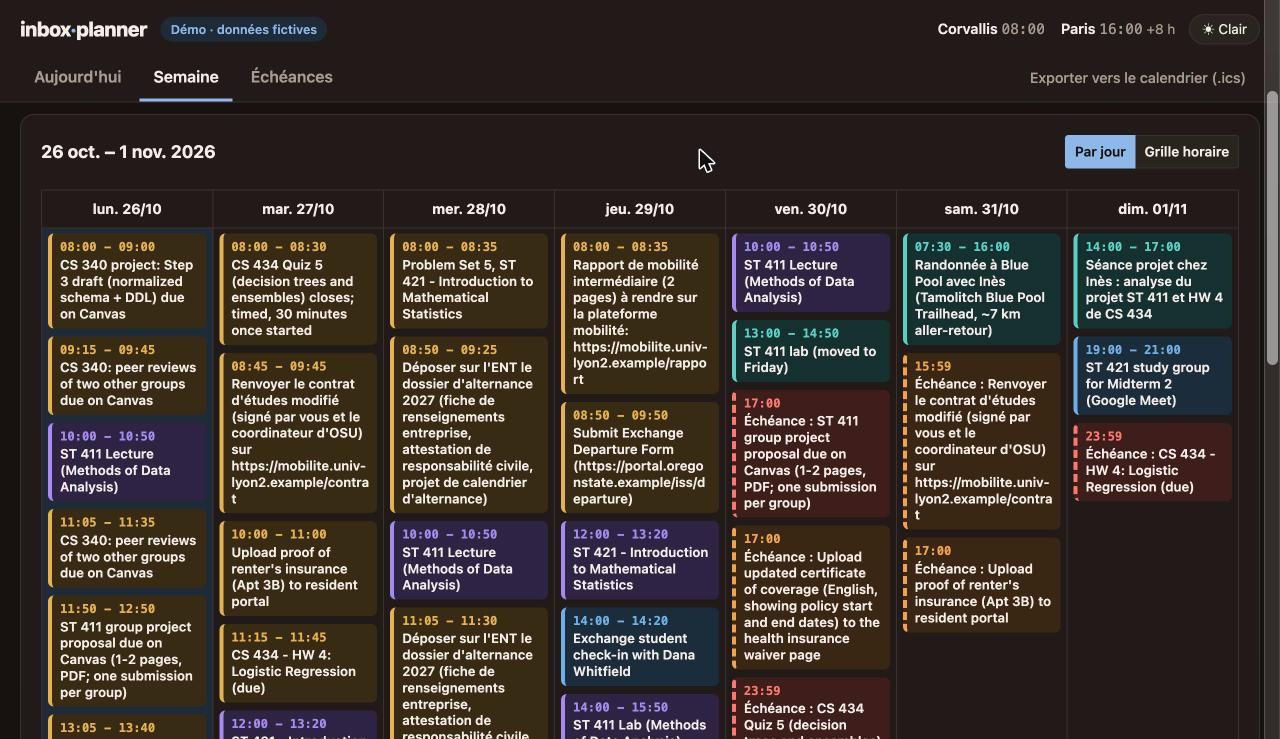 inbox·planner
Démo · données fictives
Corvallis 08:00
Paris 16:00 +8 h
☀ Clair
Aujourd'hui
Semaine
Échéances
Exporter vers le calendrier (.ics)
26 oct. – 1 nov. 2026
Par jour
Grille horaire
lun. 26/10
08:00 – 09:00
CS 340 project: Step
3 draft (normalized
schema + DDL) due
on Canvas
09:15 – 09:45
CS 340: peer reviews
of two other groups
due on Canvas
10:00 – 10:50
ST 411 Lecture
(Methods of Data
Analysis)
11:05 – 11:35
CS 340: peer reviews
of two other groups
due on Canvas
11:50 – 12:50
ST 411 group project
proposal due on
Canvas (1-2 pages,
PDF; one submission
per group)
13:05 – 13:40
mar. 27/10
08:00 – 08:30
CS 434 Quiz 5
(decision trees and
ensembles) closes;
timed, 30 minutes
once started
08:45 – 09:45
Renvoyer le contrat
d'études modifié
(signé par vous et le
coordinateur d'OSU)
sur
https://mobilite.univ-
lyon2.example/contra
t
10:00 – 11:00
Upload proof of
renter's insurance
(Apt 3B) to resident
portal
11:15 – 11:45
CS 434 - HW 4:
Logistic Regression
(due)
12:00 – 13:20
ST 421 - Introduction
mer. 28/10
08:00 – 08:35
Problem Set 5, ST
421 - Introduction to
Mathematical
Statistics
08:50 – 09:25
Déposer sur l'ENT le
dossier d'alternance
2027 (fiche de
renseignements
entreprise,
attestation de
responsabilité civile,
projet de calendrier
d'alternance)
10:00 – 10:50
ST 411 Lecture
(Methods of Data
Analysis)
11:05 – 11:30
Déposer sur l'ENT le
dossier d'alternance
2027 (fiche de
renseignements
entreprise,
attestation de
responsabilité civile,
jeu. 29/10
08:00 – 08:35
Rapport de mobilité
intermédiaire (2
pages) à rendre sur
la plateforme
mobilité:
https://mobilite.univ-
lyon2.example/rappo
rt
08:50 – 09:50
Submit Exchange
Departure Form
(https://portal.orego
nstate.example/iss/d
eparture)
12:00 – 13:20
ST 421 - Introduction
to Mathematical
Statistics
14:00 – 14:20
Exchange student
check-in with Dana
Whitfield
14:00 – 15:50
ST 411 Lab (Methods
of Data Analysis)
ven. 30/10
10:00 – 10:50
ST 411 Lecture
(Methods of Data
Analysis)
13:00 – 14:50
ST 411 lab (moved to
Friday)
17:00
Échéance : ST 411
group project
proposal due on
Canvas (1-2 pages,
PDF; one submission
per group)
17:00
Échéance : Upload
updated certificate
of coverage (English,
showing policy start
and end dates) to the
health insurance
waiver page
23:59
Échéance : CS 434
Quiz 5 (decision
trees and ensembles)
sam. 31/10
07:30 – 16:00
Randonnée à Blue
Pool avec Inès
(Tamolitch Blue Pool
Trailhead, ~7 km
aller-retour)
15:59
Échéance : Renvoyer
le contrat d'études
modifié (signé par
vous et le
coordinateur d'OSU)
sur
https://mobilite.univ-
lyon2.example/contra
t
17:00
Échéance : Upload
proof of renter's
insurance (Apt 3B) to
resident portal
dim. 01/11
14:00 – 17:00
Séance projet chez
Inès : analyse du
projet ST 411 et HW 4
de CS 434
19:00 – 21:00
ST 421 study group
for Midterm 2
(Google Meet)
23:59
Échéance : CS 434 -
HW 4: Logistic
Regression (due)